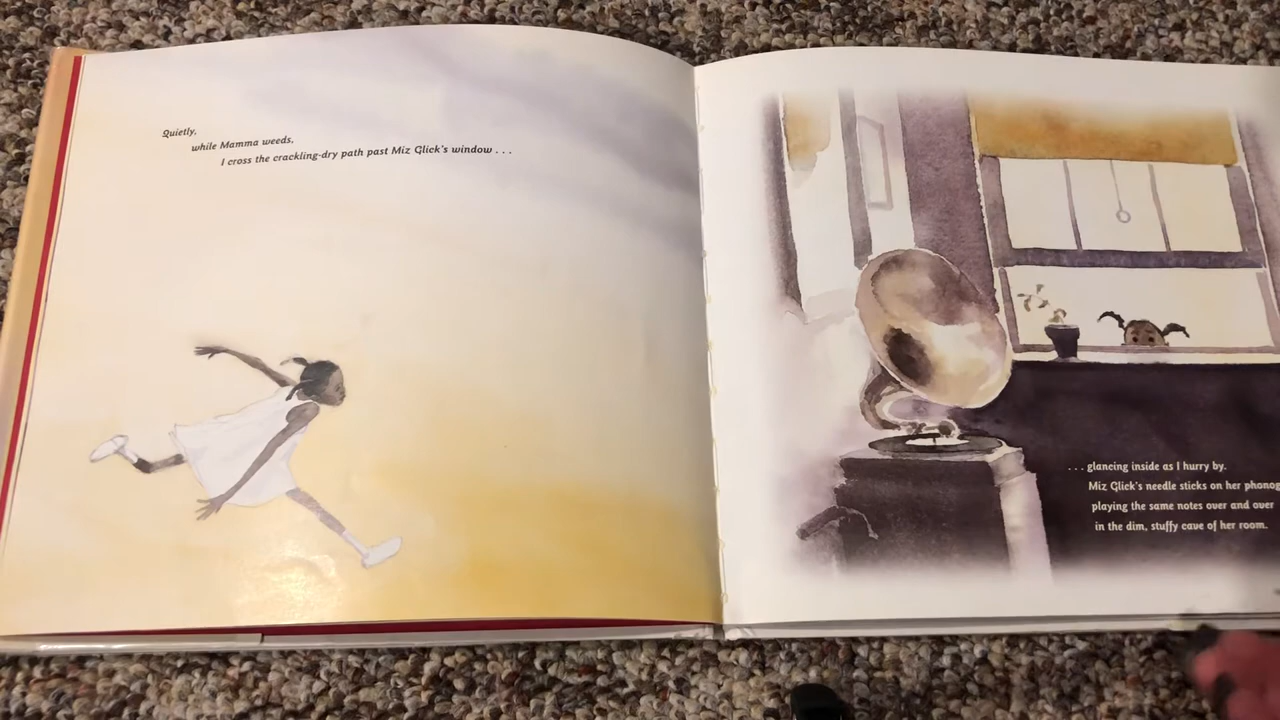 Quietly,
while Mamma weeds,
I cross the crackling-dry path past Miz Glick's window . . .
. . . glancing inside as I hurry by.
Miz Glick's needle sticks on her
playing the same notes over and over
in the dim, stuffy cave of her room.